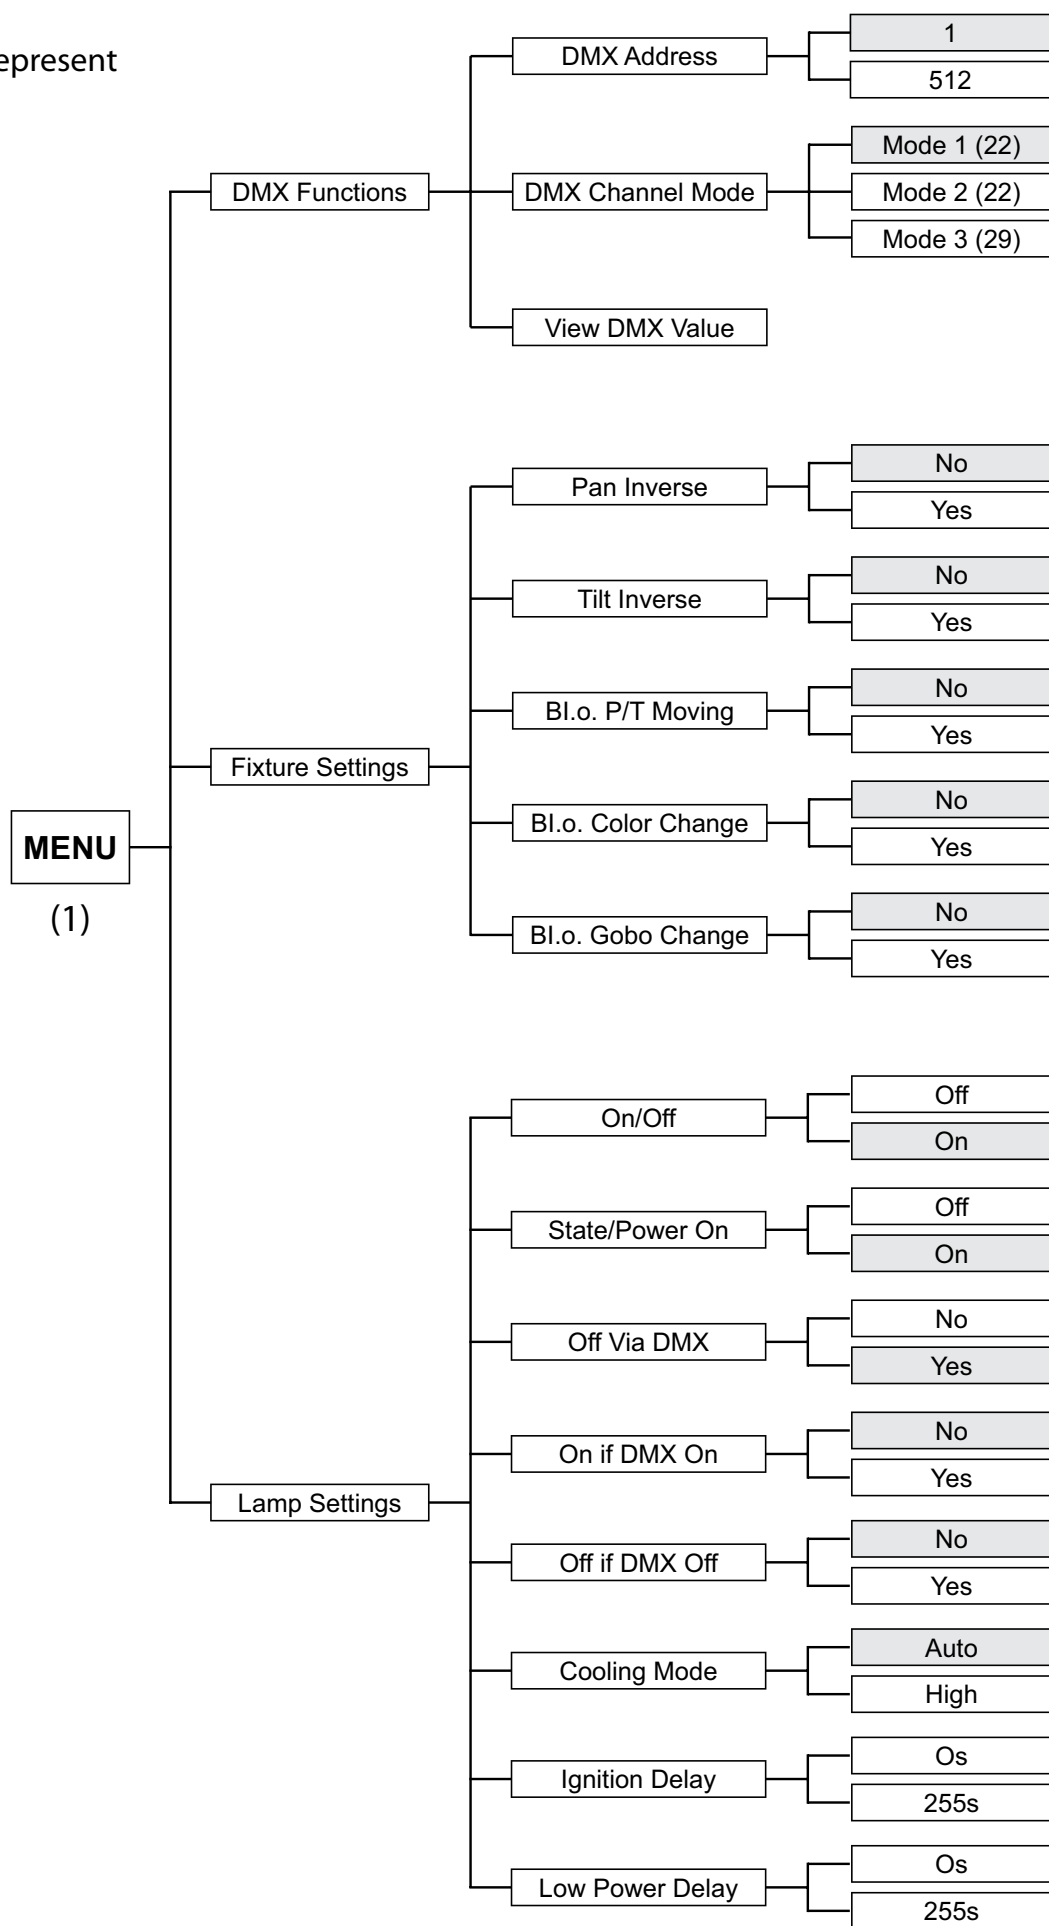 epresent
MENU
(1)
DMX Functions
DMX Address
1
512
DMX Channel Mode
Mode 1 (22)
Mode 2 (22)
Mode 3 (29)
View DMX Value
Fixture Settings
Pan Inverse
No
Yes
Tilt Inverse
No
Yes
BI.o. P/T Moving
No
Yes
BI.o. Color Change
No
Yes
BI.o. Gobo Change
No
Yes
Lamp Settings
On/Off
Off
On
State/Power On
Off
On
Off Via DMX
No
Yes
On if DMX On
No
Yes
Off if DMX Off
No
Yes
Cooling Mode
Auto
High
Ignition Delay
Os
255s
Low Power Delay
Os
255s